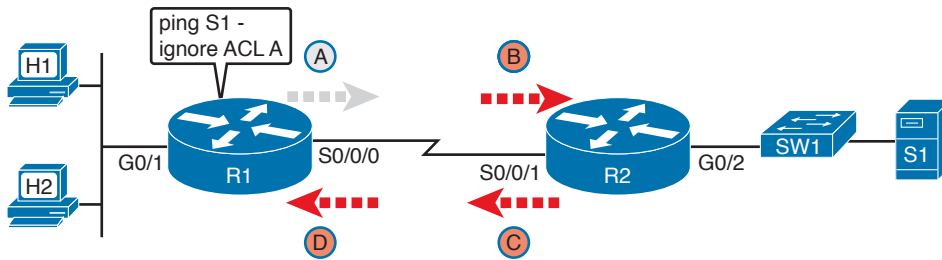 ping S1 -
ignore ACL A
A
B
H1
H2
G0/1
R1
S0/0/0
S0/0/1
R2
G0/2
SW1
S1
D
C